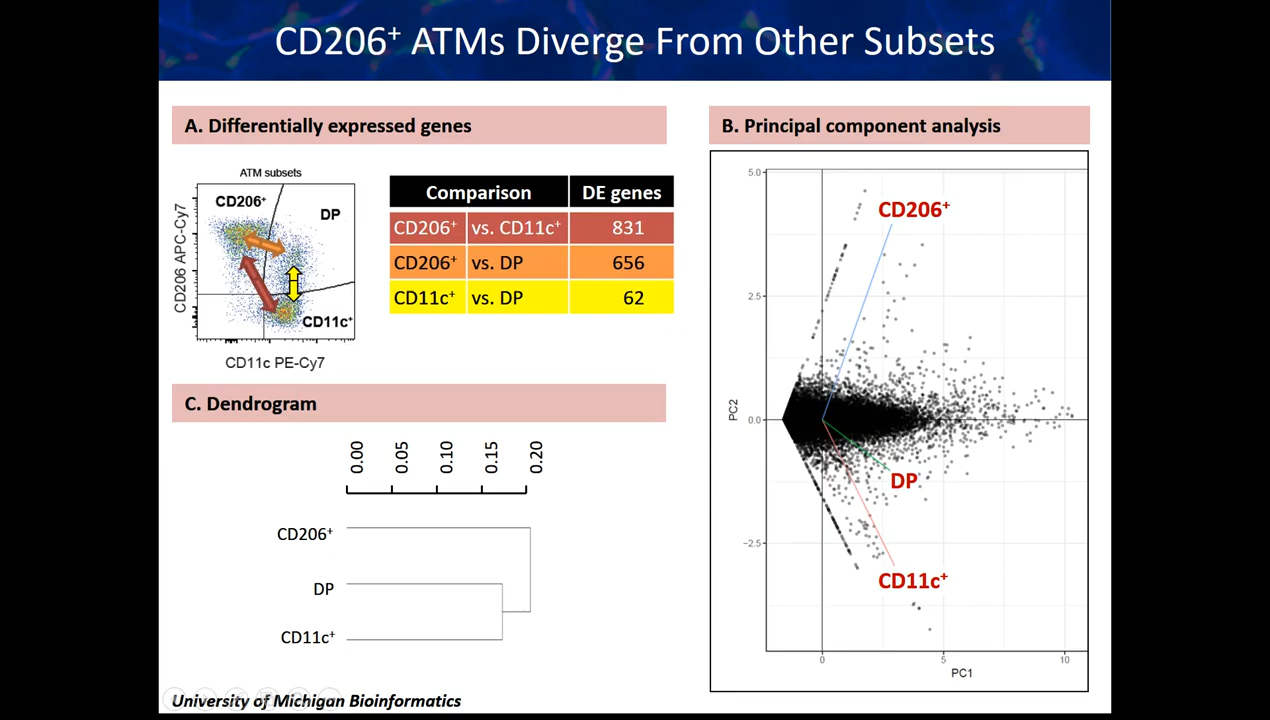 CD206⁺ ATMs Diverge From Other Subsets
A. Differentially expressed genes
ATM subsets
CD206⁺
DP
CD11c⁺
CD206 APC-Cy7
CD11c PE-Cy7
Comparison DE genes
CD206⁺ vs. CD11c⁺ 831
CD206⁺ vs. DP 656
CD11c⁺ vs. DP 62
B. Principal component analysis
5.0
2.5
0.0
−2.5
PC2
CD206⁺
DP
CD11c⁺
0 5 10
PC1
C. Dendrogram
0.00 0.05 0.10 0.15 0.20
CD206⁺
DP
CD11c⁺
University of Michigan Bioinformatics